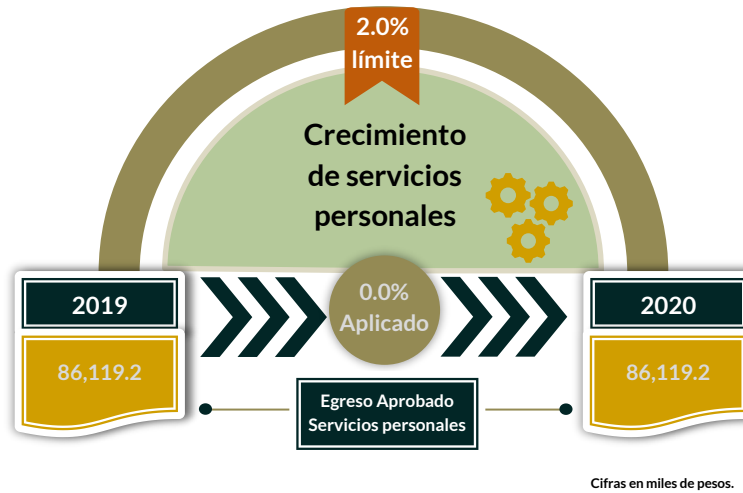 2.0%
límite
Crecimiento
de servicios
personales
2019
0.0%
Aplicado
2020
86,119.2
86,119.2
Egreso Aprobado
Servicios personales
Cifras en miles de pesos.